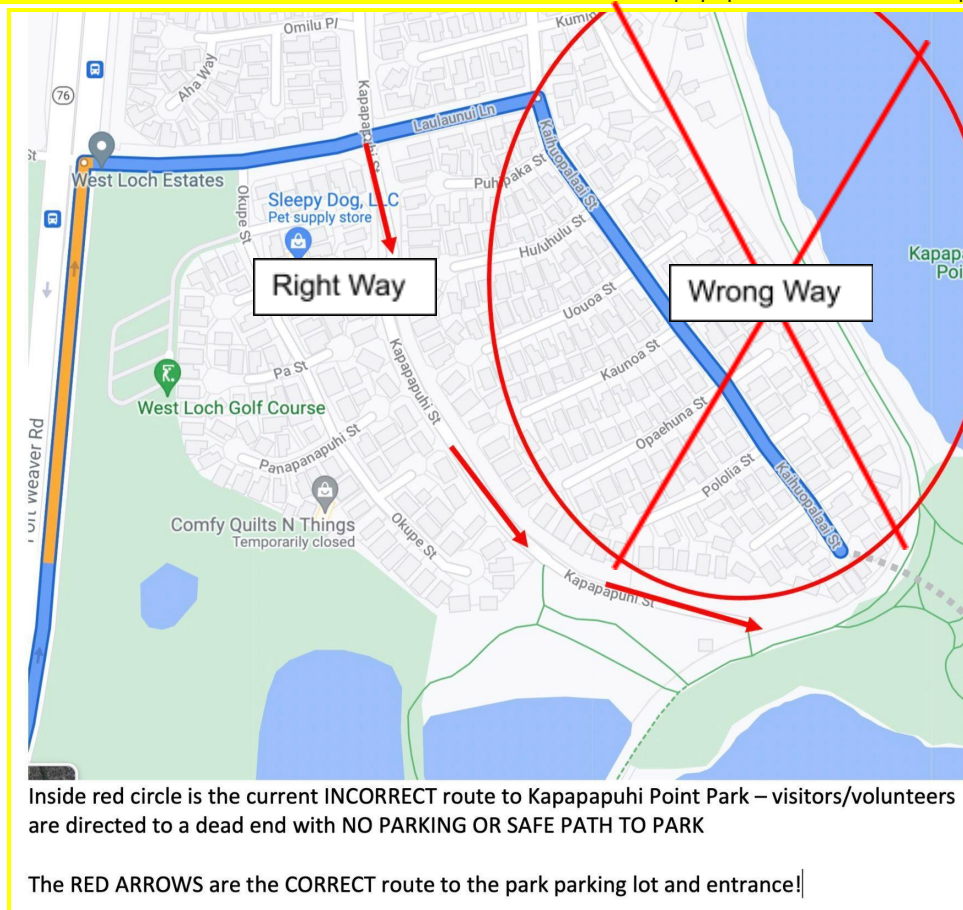 Omilu Pl
Kumi
Aha Way
76
Kapapapuhi St
Laulaunui Ln
Kaihuopalaai St
West Loch Estates
Puhipaka St
Okupe St
Sleepy Dog, LLC
Pet supply store
Huluhulu St
Kapap
Poi
Right Way
Wrong Way
Uouoa St
Kapapapuhi St
Kaunoa St
Pa St
West Loch Golf Course
Opaehuna St
Panapanapuhi St
Pololia St
Kaihuopalaai St
Weaver Rd
Comfy Quilts N Things
Temporarily closed
Okupe St
Kapapapuhi St
Inside red circle is the current INCORRECT route to Kapapapuhi Point Park – visitors/volunteers
are directed to a dead end with NO PARKING OR SAFE PATH TO PARK
The RED ARROWS are the CORRECT route to the park parking lot and entrance!